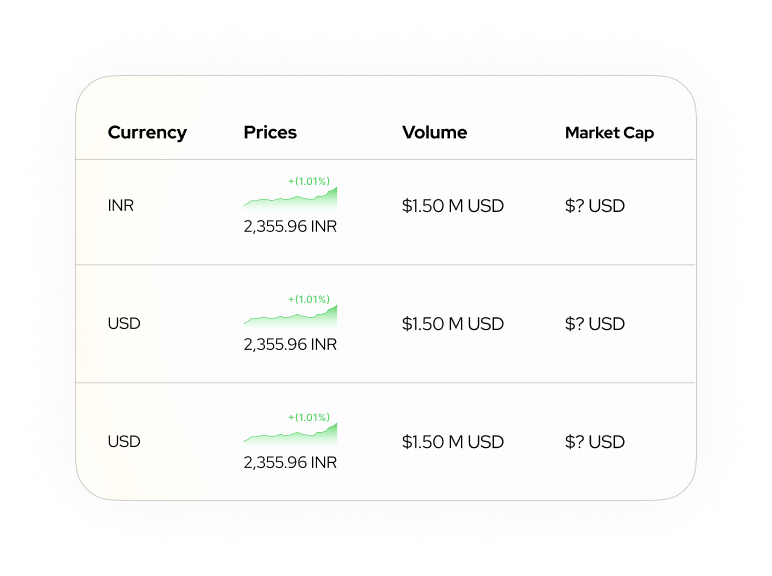 Currency Prices Volume Market Cap
+(1.01%)
INR 2,355.96 INR $1.50 M USD $? USD
+(1.01%)
USD 2,355.96 INR $1.50 M USD $? USD
+(1.01%)
USD 2,355.96 INR $1.50 M USD $? USD